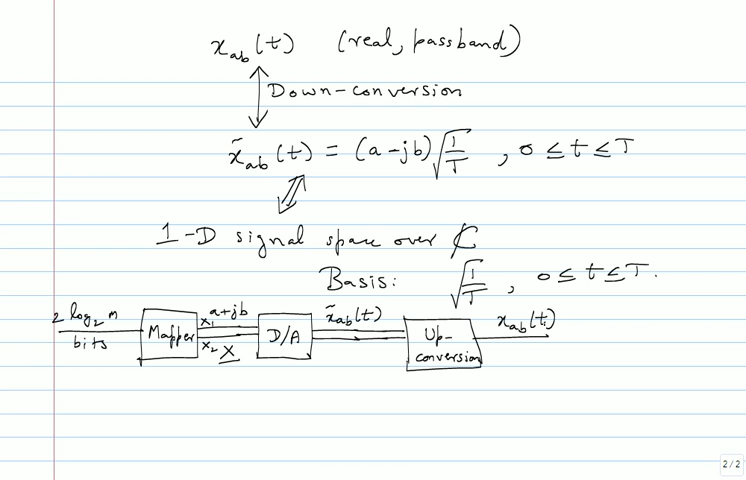 x_ab(t) (real, passband)
Down-conversion
x̃_ab(t) = (a-jb)√(1/T) , 0 ≤ t ≤ T
1-D signal space over ℂ
Basis: √(1/T) , 0 ≤ t ≤ T.
2 log₂ m bits
Mapper
a+jb
x₁
x₂ X
D/A
x̃_ab(t)
Up-conversion
x_ab(t)
2/2